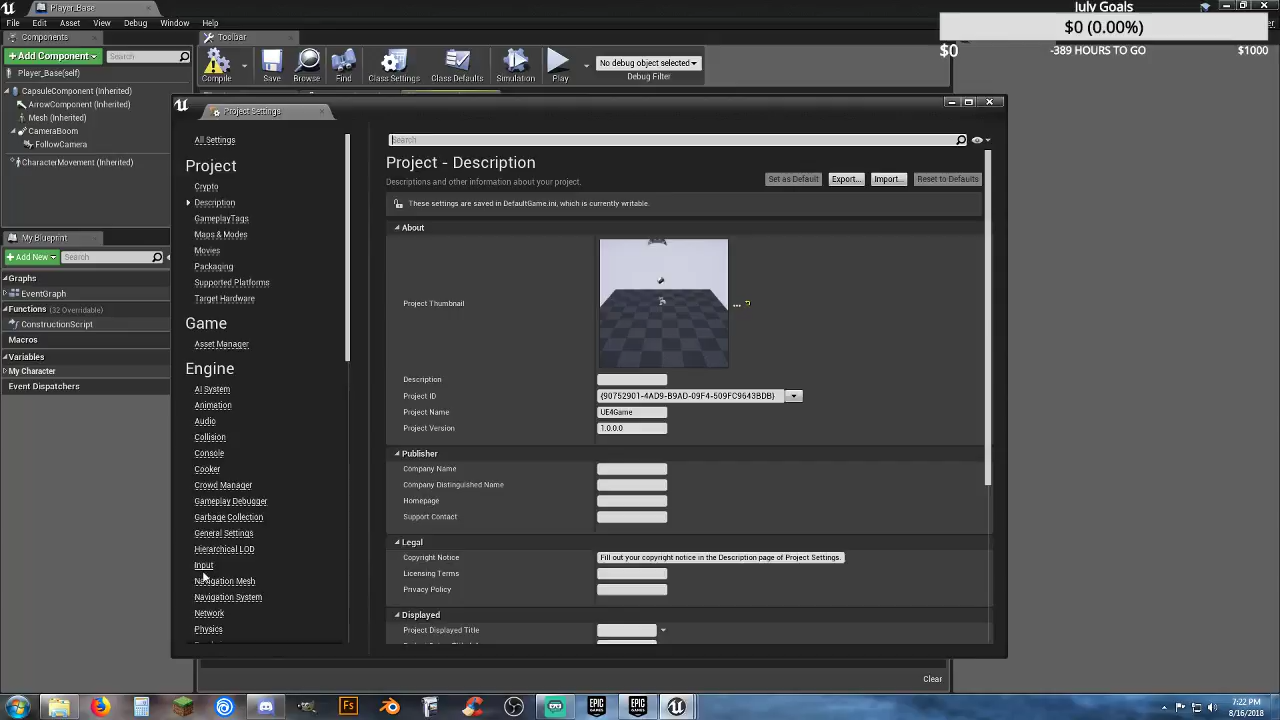 Player_Base
File Edit Asset View Debug Window Help
July Goals
$0 (0.00%)
$0 -389 HOURS TO GO $1000
Components
Toolbar
+ Add Component
Search
Player_Base(self)
CapsuleComponent (Inherited)
ArrowComponent (Inherited)
Mesh (Inherited)
CameraBoom
FollowCamera
CharacterMovement (Inherited)
Compile
Save
Browse
Find
Class Settings
Class Defaults
Simulation
Play
No debug object selected
Debug Filter
My Blueprint
+ Add New
Search
Graphs
EventGraph
Functions (32 Overridable)
ConstructionScript
Macros
Variables
My Character
Event Dispatchers
Project Settings
All Settings
Project
Crypto
Description
GameplayTags
Maps & Modes
Movies
Packaging
Supported Platforms
Target Hardware
Game
Asset Manager
Engine
AI System
Animation
Audio
Collision
Console
Cooker
Crowd Manager
Gameplay Debugger
Garbage Collection
General Settings
Hierarchical LOD
Input
Navigation Mesh
Navigation System
Network
Physics
Search
Project - Description
Descriptions and other information about your project.
Set as Default
Export...
Import...
Reset to Defaults
These settings are saved in DefaultGame.ini, which is currently writable.
About
Project Thumbnail
...
Description
Project ID {90752901-4AD9-B9AD-09F4-509FC9643BDB}
Project Name UE4Game
Project Version 1.0.0.0
Publisher
Company Name
Company Distinguished Name
Homepage
Support Contact
Legal
Copyright Notice Fill out your copyright notice in the Description page of Project Settings.
Licensing Terms
Privacy Policy
Displayed
Project Displayed Title
Clear
7:22 PM
8/16/2018